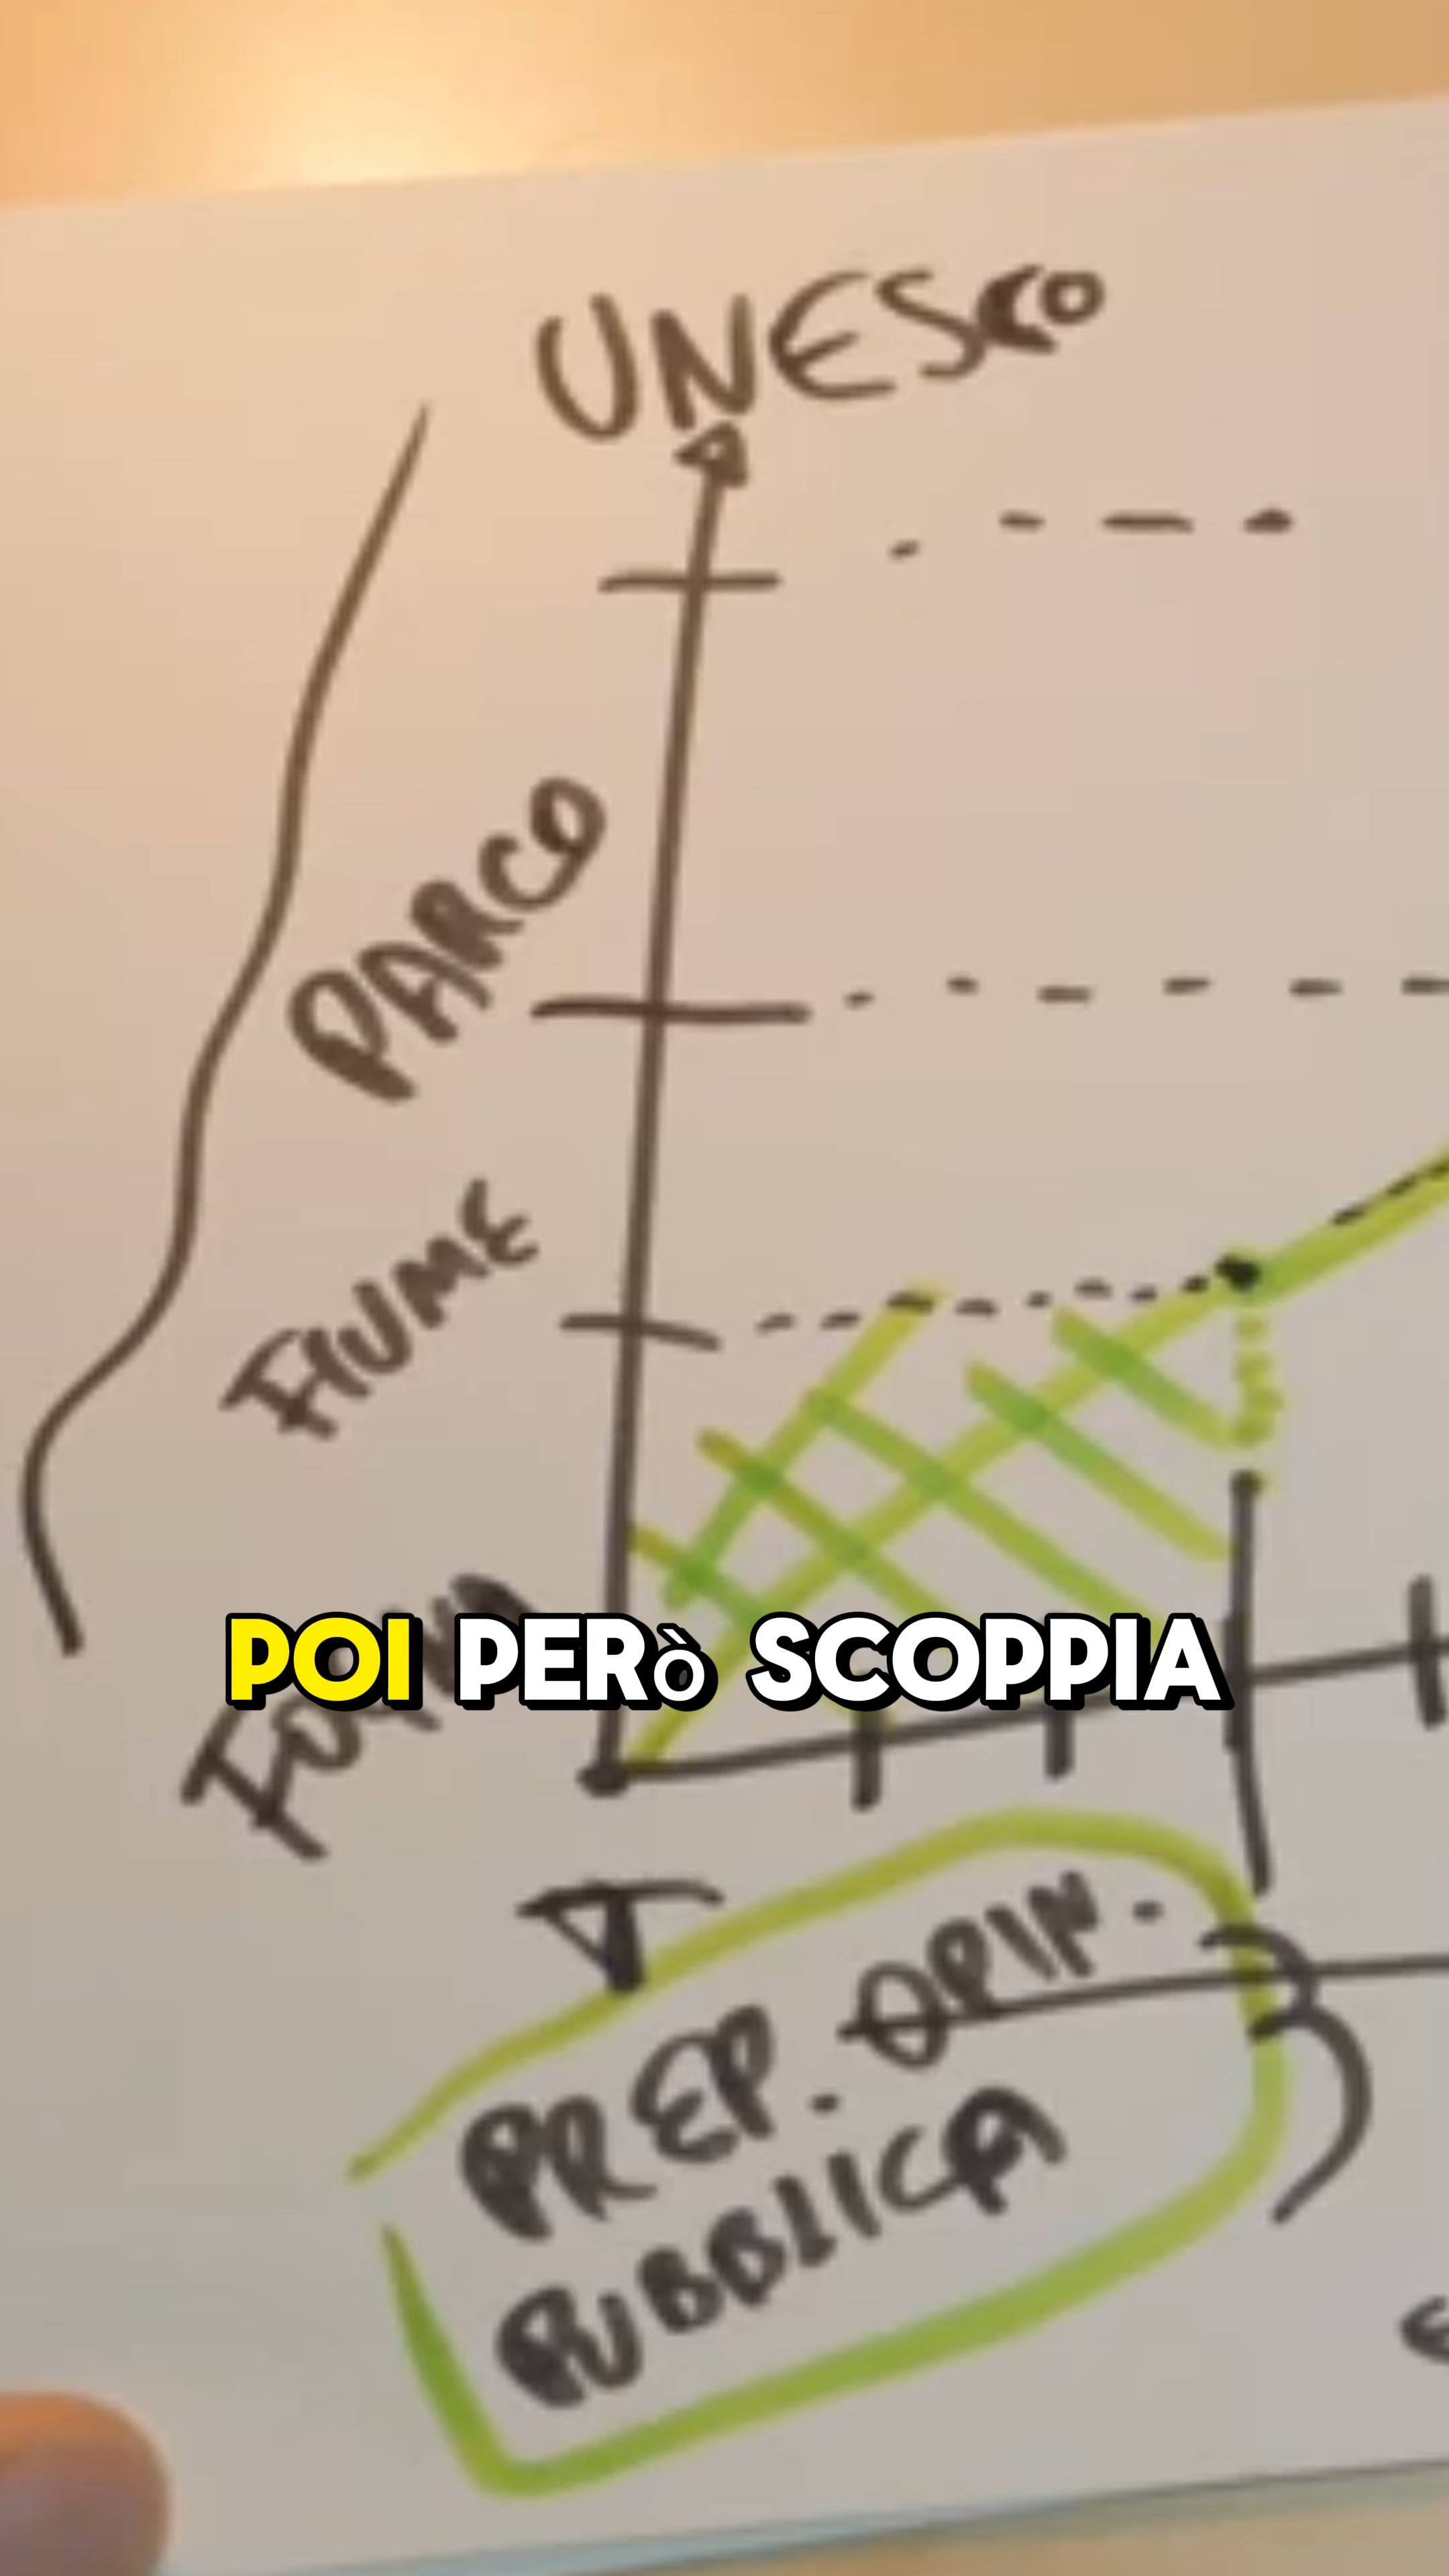 UNESCO
PARCO
FIUME
POI PERò SCOPPIA
PREP. OPIN.
PUBBLICA